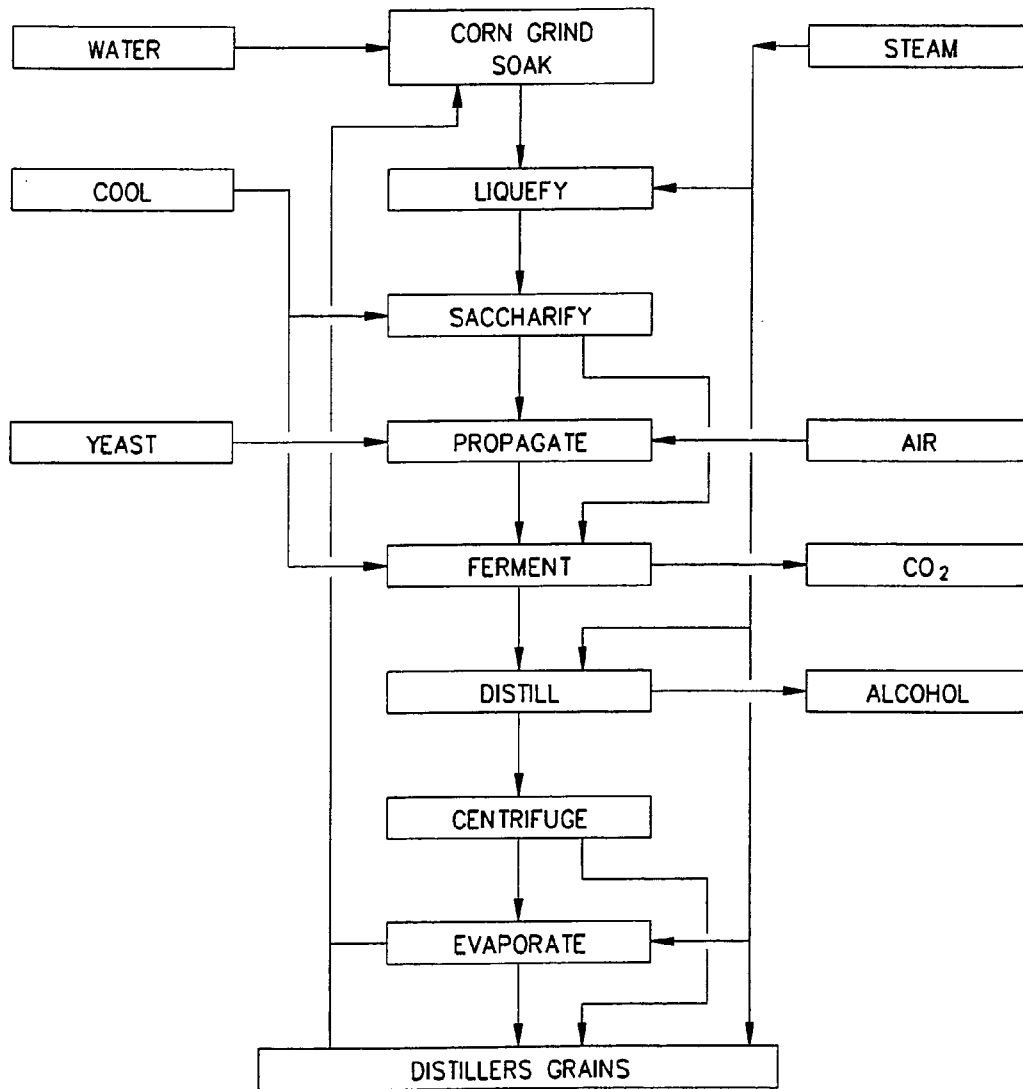 WATER
CORN GRIND
SOAK
STEAM
COOL
LIQUEFY
SACCHARIFY
YEAST
PROPAGATE
AIR
FERMENT
CO₂
DISTILL
ALCOHOL
CENTRIFUGE
EVAPORATE
DISTILLERS GRAINS